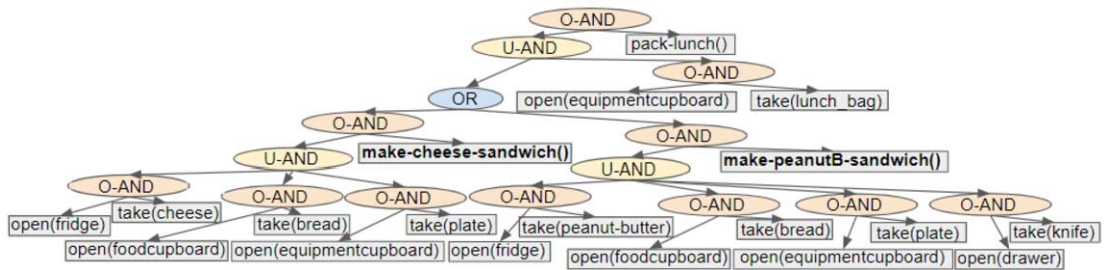 O-AND
U-AND
pack-lunch()
O-AND
OR
open(equipmentcupboard)
take(lunch_bag)
O-AND
O-AND
U-AND
make-cheese-sandwich()
U-AND
make-peanutB-sandwich()
O-AND
O-AND
O-AND
O-AND
O-AND
O-AND
O-AND
open(fridge)
take(cheese)
take(bread)
take(plate)
take(peanut-butter)
take(bread)
take(plate)
take(knife)
open(foodcupboard)
open(equipmentcupboard)
open(fridge)
open(foodcupboard)
open(equipmentcupboard)
open(drawer)